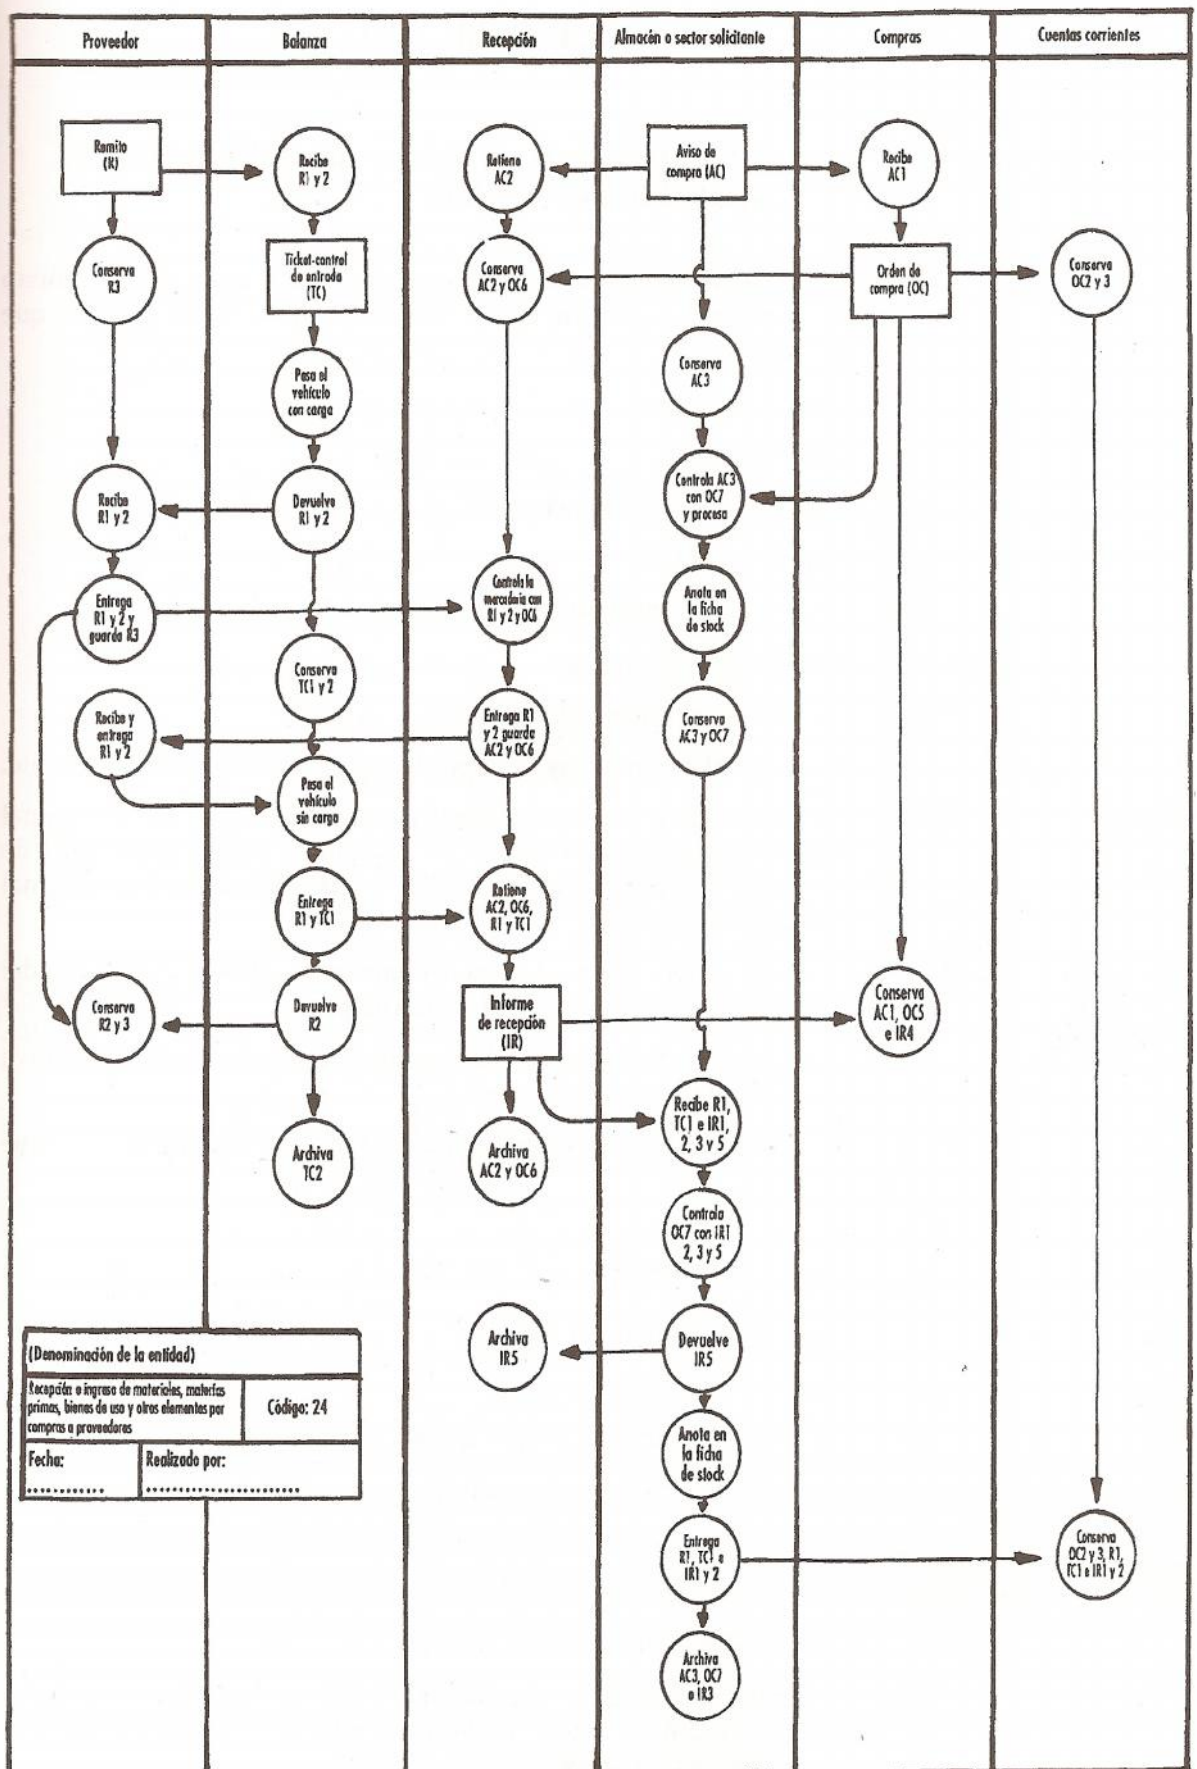 Proveedor
Balanza
Recepción
Almacén o sector solicitante
Compras
Cuentas corrientes
Remito
(R)
Conserva
R3
Recibe
R1 y 2
Entrega
R1 y 2 y
guarda R3
Recibe y
entrega
R1 y 2
Conserva
R2 y 3
Recibe
R1 y 2
Ticket-control
de entrada
(TC)
Pesa el
vehículo
con carga
Devuelve
R1 y 2
Conserva
TC1 y 2
Pesa el
vehículo
sin carga
Entrega
R1 y TC1
Devuelve
R2
Archiva
TC2
Retiene
AC2
Conserva
AC2 y OC6
Controla la
mercadería con
R1 y 2 y OC6
Entrega R1
y 2 guarda
AC2 y OC6
Retiene
AC2, OC6,
R1 y TC1
Informe
de recepción
(IR)
Archiva
AC2 y OC6
Archiva
IR5
Aviso de
compra (AC)
Conserva
AC3
Controla AC3
con OC7
y procesa
Anota en
la ficha
de stock
Conserva
AC3 y OC7
Recibe R1,
TC1 e IR1,
2, 3 y 5
Controla
OC7 con IR1
2, 3 y 5
Devuelve
IR5
Anota en
la ficha
de stock
Entrega
R1, TC1 e
IR1 y 2
Archiva
AC3, OC7
e IR3
Recibe
AC1
Orden de
compra (OC)
Conserva
AC1, OC5
e IR4
Conserva
OC2 y 3
Conserva
OC2 y 3, R1,
TC1 e IR1 y 2
(Denominación de la entidad)
Recepción o ingreso de materiales, materias
primas, bienes de uso y otros elementos por
compras a proveedores
Código: 24
Fecha:
............
Realizado por:
........................